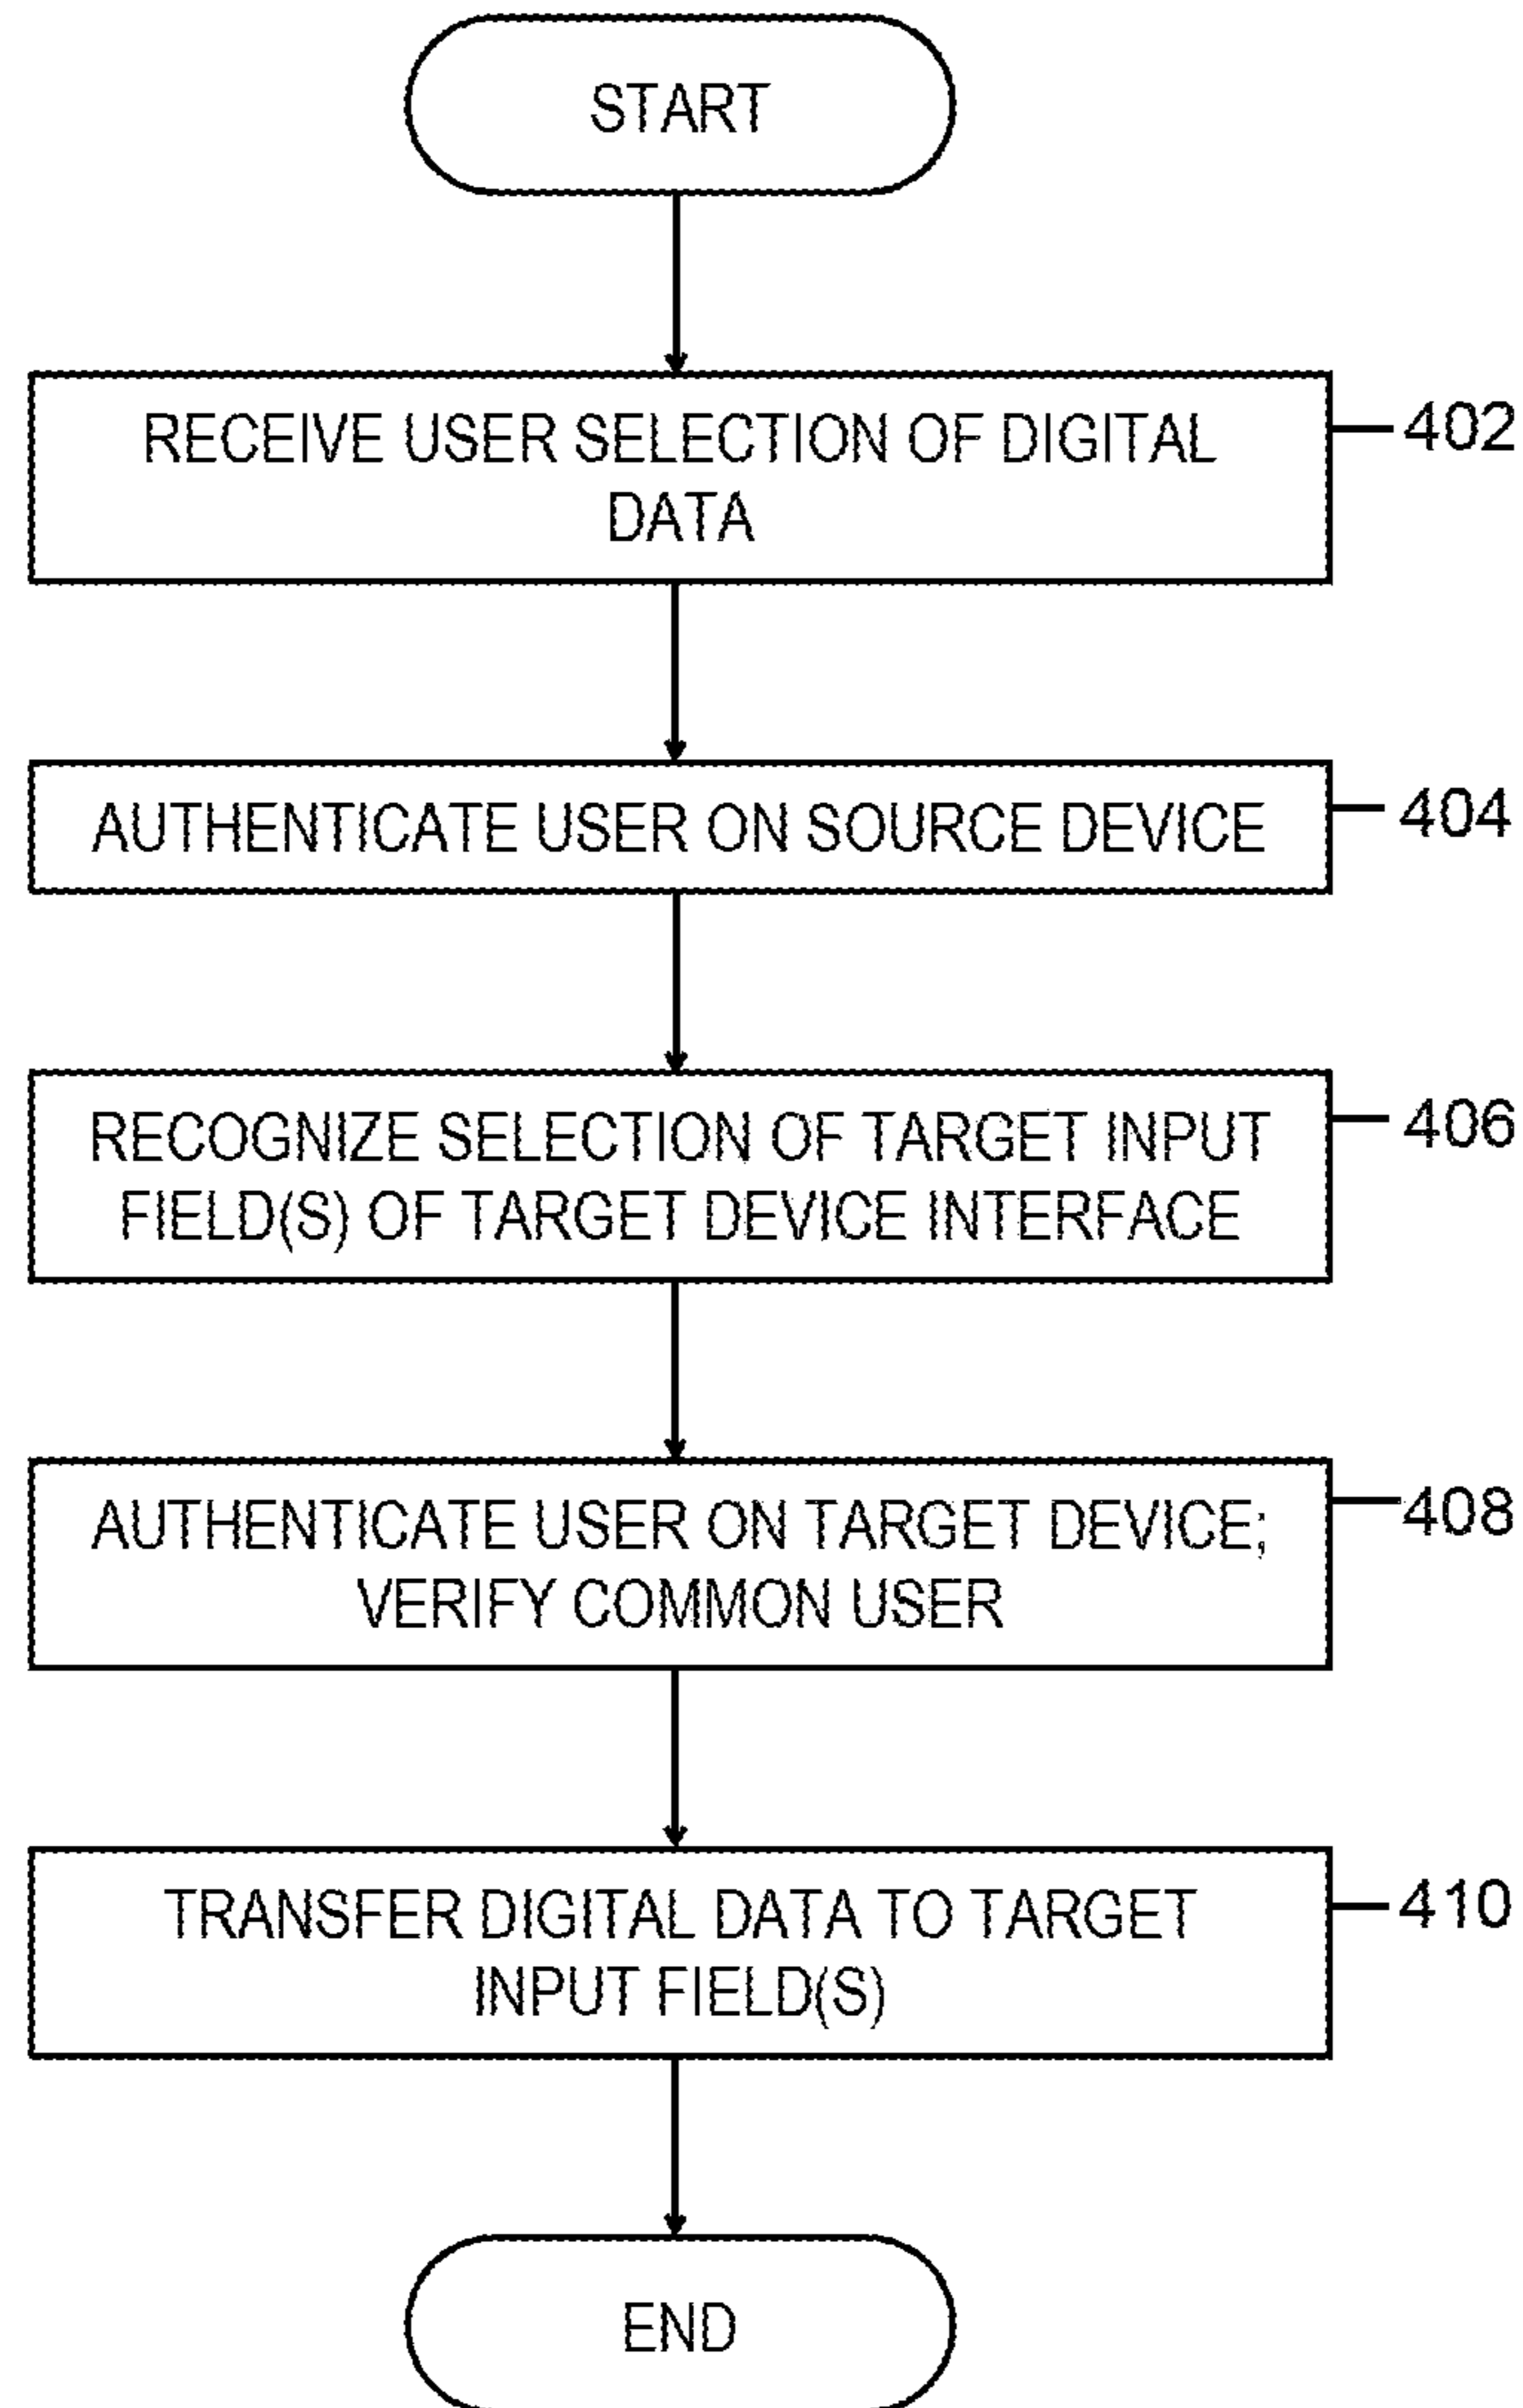 START
RECEIVE USER SELECTION OF DIGITAL
DATA
402
AUTHENTICATE USER ON SOURCE DEVICE
404
RECOGNIZE SELECTION OF TARGET INPUT
FIELD(S) OF TARGET DEVICE INTERFACE
406
AUTHENTICATE USER ON TARGET DEVICE;
VERIFY COMMON USER
408
TRANSFER DIGITAL DATA TO TARGET
INPUT FIELD(S)
410
END